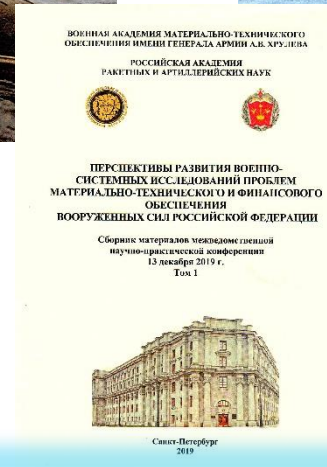 ВОЕННАЯ АКАДЕМИЯ МАТЕРИАЛЬНО-ТЕХНИЧЕСКОГО
ОБЕСПЕЧЕНИЯ ИМЕНИ ГЕНЕРАЛА АРМИИ А.В. ХРУЛЕВА
РОССИЙСКАЯ АКАДЕМИЯ
РАКЕТНЫХ И АРТИЛЛЕРИЙСКИХ НАУК
ПЕРСПЕКТИВЫ РАЗВИТИЯ ВОЕННО-
СИСТЕМНЫХ ИССЛЕДОВАНИЙ ПРОБЛЕМ
МАТЕРИАЛЬНО-ТЕХНИЧЕСКОГО И ФИНАНСОВОГО
ОБЕСПЕЧЕНИЯ
ВООРУЖЕННЫХ СИЛ РОССИЙСКОЙ ФЕДЕРАЦИИ
Сборник материалов межведомственной
научно-практической конференции
13 декабря 2019 г.
Том 1
Санкт-Петербург
2019